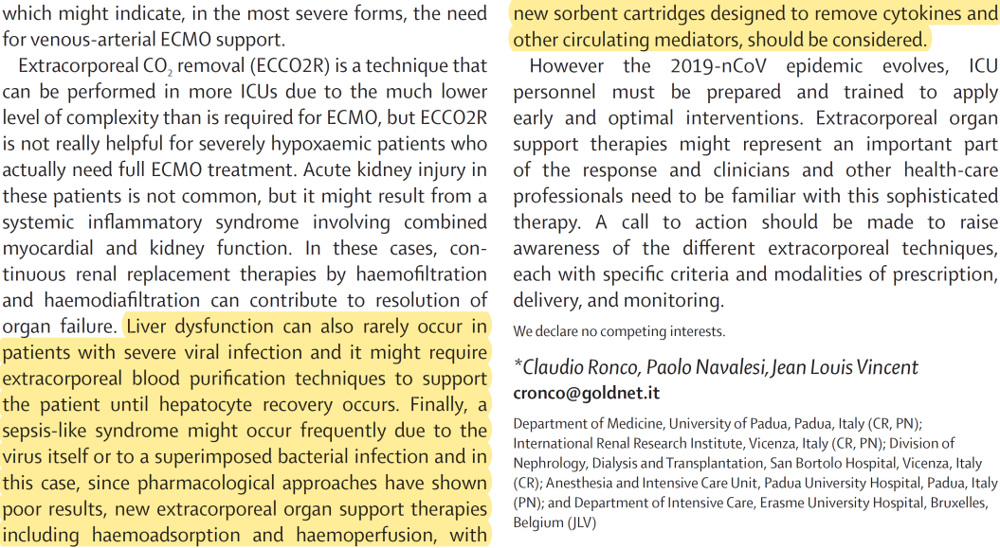 which might indicate, in the most severe forms, the need
for venous-arterial ECMO support.
Extracorporeal CO₂ removal (ECCO2R) is a technique that
can be performed in more ICUs due to the much lower
level of complexity than is required for ECMO, but ECCO2R
is not really helpful for severely hypoxaemic patients who
actually need full ECMO treatment. Acute kidney injury in
these patients is not common, but it might result from a
systemic inflammatory syndrome involving combined
myocardial and kidney function. In these cases, con-
tinuous renal replacement therapies by haemofiltration
and haemodiafiltration can contribute to resolution of
organ failure. Liver dysfunction can also rarely occur in
patients with severe viral infection and it might require
extracorporeal blood purification techniques to support
the patient until hepatocyte recovery occurs. Finally, a
sepsis-like syndrome might occur frequently due to the
virus itself or to a superimposed bacterial infection and in
this case, since pharmacological approaches have shown
poor results, new extracorporeal organ support therapies
including haemoadsorption and haemoperfusion, with
new sorbent cartridges designed to remove cytokines and
other circulating mediators, should be considered.
However the 2019-nCoV epidemic evolves, ICU
personnel must be prepared and trained to apply
early and optimal interventions. Extracorporeal organ
support therapies might represent an important part
of the response and clinicians and other health-care
professionals need to be familiar with this sophisticated
therapy. A call to action should be made to raise
awareness of the different extracorporeal techniques,
each with specific criteria and modalities of prescription,
delivery, and monitoring.
We declare no competing interests.
*Claudio Ronco, Paolo Navalesi, Jean Louis Vincent
cronco@goldnet.it
Department of Medicine, University of Padua, Padua, Italy (CR, PN);
International Renal Research Institute, Vicenza, Italy (CR, PN); Division of
Nephrology, Dialysis and Transplantation, San Bortolo Hospital, Vicenza, Italy
(CR); Anesthesia and Intensive Care Unit, Padua University Hospital, Padua, Italy
(PN); and Department of Intensive Care, Erasme University Hospital, Bruxelles,
Belgium (JLV)